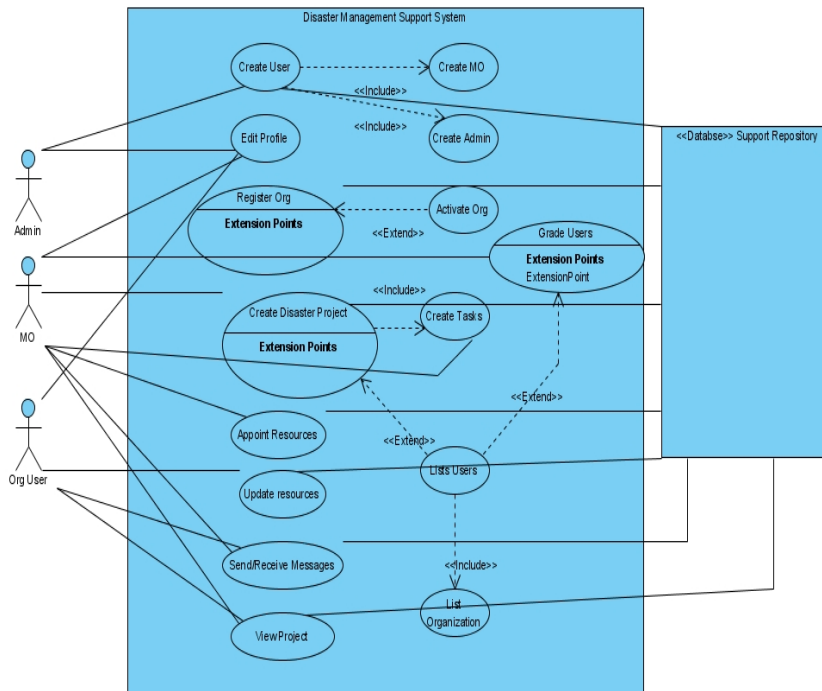 Disaster Management Support System
Create User
Create MO
<<Include>>
<<Include>>
Create Admin
Edit Profile
<<Databse>> Support Repository
Admin
Register Org
Extension Points
Activate Org
<<Extend>>
Grade Users
Extension Points
ExtensionPoint
MO
<<Include>>
Create Disaster Project
Extension Points
Create Tasks
<<Extend>>
Appoint Resources
<<Extend>>
Org User
Lists Users
Update resources
Send/Receive Messages
<<Include>>
List
Organization
View Project